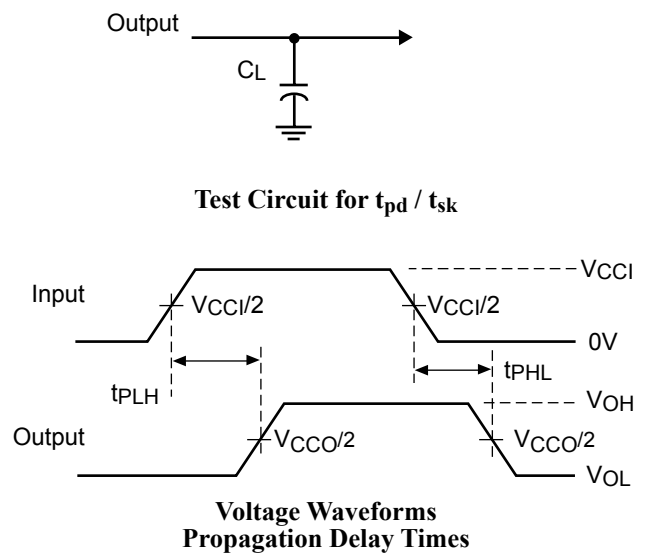 Output
CL
Test Circuit for tpd / tsk
VCCI
Input
VCCI/2
VCCI/2
0V
tPLH
tPHL
VOH
Output
VCCO/2
VCCO/2
VOL
Voltage Waveforms
Propagation Delay Times